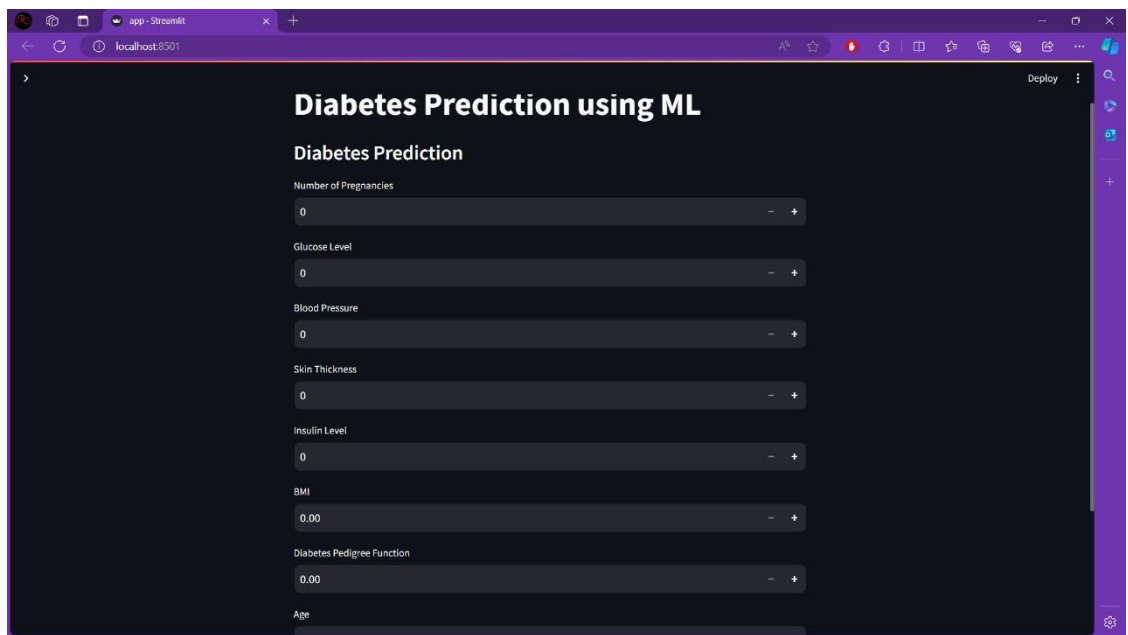 app · Streamlit
localhost:8501
Deploy
Diabetes Prediction using ML
Diabetes Prediction
Number of Pregnancies
0
Glucose Level
0
Blood Pressure
0
Skin Thickness
0
Insulin Level
0
BMI
0.00
Diabetes Pedigree Function
0.00
Age